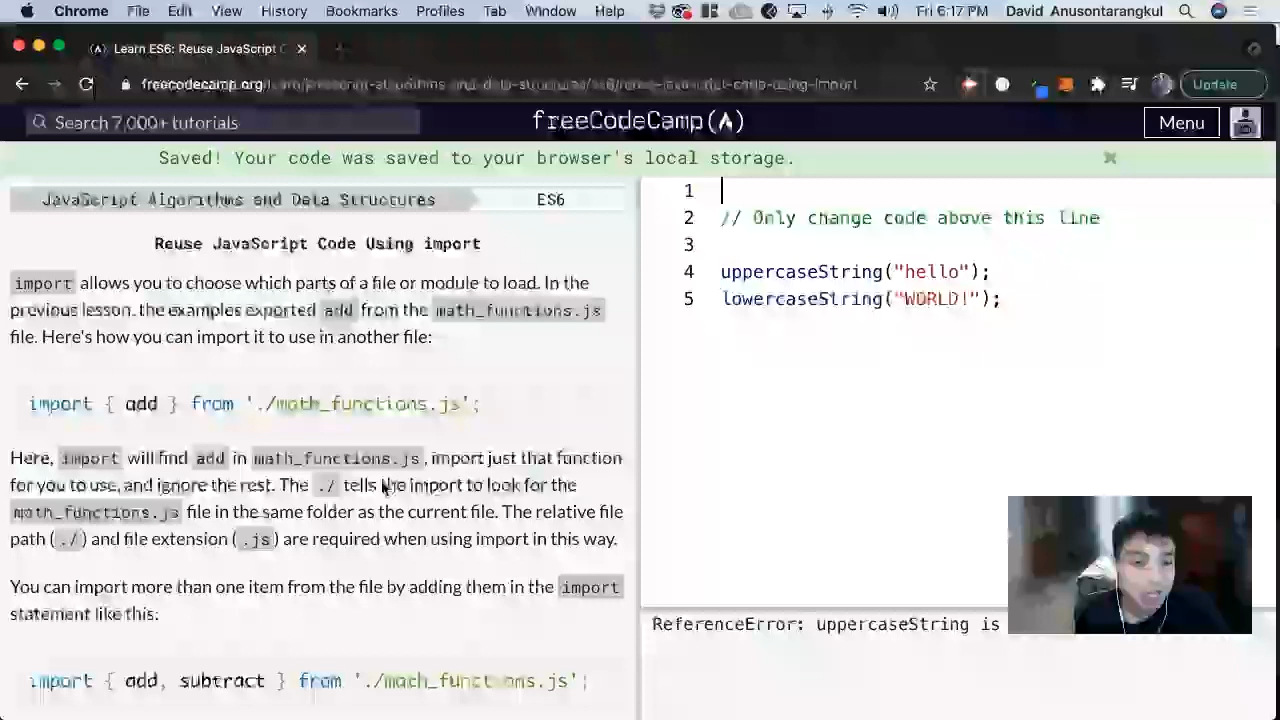 Chrome File Edit View History Bookmarks Profiles Tab Window Help Fri 6:17 PM David Anusontarangkul
Learn ES6: Reuse JavaScript C
freecodecamp.org Update
Search 7,000+ tutorials freeCodeCamp(A) Menu
Saved! Your code was saved to your browser's local storage.
JavaScript Algorithms and Data Structures ES6
Reuse JavaScript Code Using import
import allows you to choose which parts of a file or module to load. In the
previous lesson, the examples exported add from the math_functions.js
file. Here's how you can import it to use in another file:
import { add } from './math_functions.js';
Here, import will find add in math_functions.js, import just that function
for you to use, and ignore the rest. The ./ tells the import to look for the
math_functions.js file in the same folder as the current file. The relative file
path (./) and file extension (.js) are required when using import in this way.
You can import more than one item from the file by adding them in the import
statement like this:
import { add, subtract } from './math_functions.js';
1
2 // Only change code above this line
3
4 uppercaseString("hello");
5 lowercaseString("WORLD!");
ReferenceError: uppercaseString is